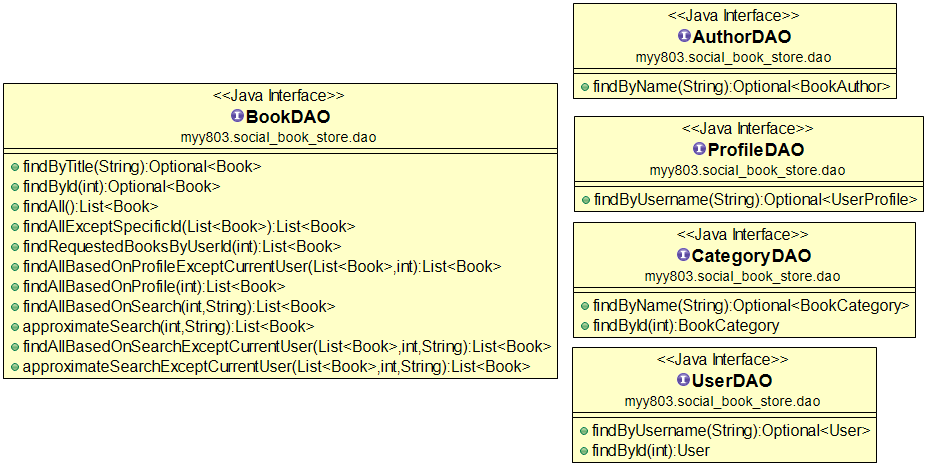 <<Java Interface>>
BookDAO
myy803.social_book_store.dao
findByTitle(String):Optional<Book>
findById(int):Optional<Book>
findAll():List<Book>
findAllExceptSpecificId(List<Book>):List<Book>
findRequestedBooksByUserId(int):List<Book>
findAllBasedOnProfileExceptCurrentUser(List<Book>,int):List<Book>
findAllBasedOnProfile(int):List<Book>
findAllBasedOnSearch(int,String):List<Book>
approximateSearch(int,String):List<Book>
findAllBasedOnSearchExceptCurrentUser(List<Book>,int,String):List<Book>
approximateSearchExceptCurrentUser(List<Book>,int,String):List<Book>
<<Java Interface>>
AuthorDAO
myy803.social_book_store.dao
findByName(String):Optional<BookAuthor>
<<Java Interface>>
ProfileDAO
myy803.social_book_store.dao
findByUsername(String):Optional<UserProfile>
<<Java Interface>>
CategoryDAO
myy803.social_book_store.dao
findByName(String):Optional<BookCategory>
findById(int):BookCategory
<<Java Interface>>
UserDAO
myy803.social_book_store.dao
findByUsername(String):Optional<User>
findById(int):User